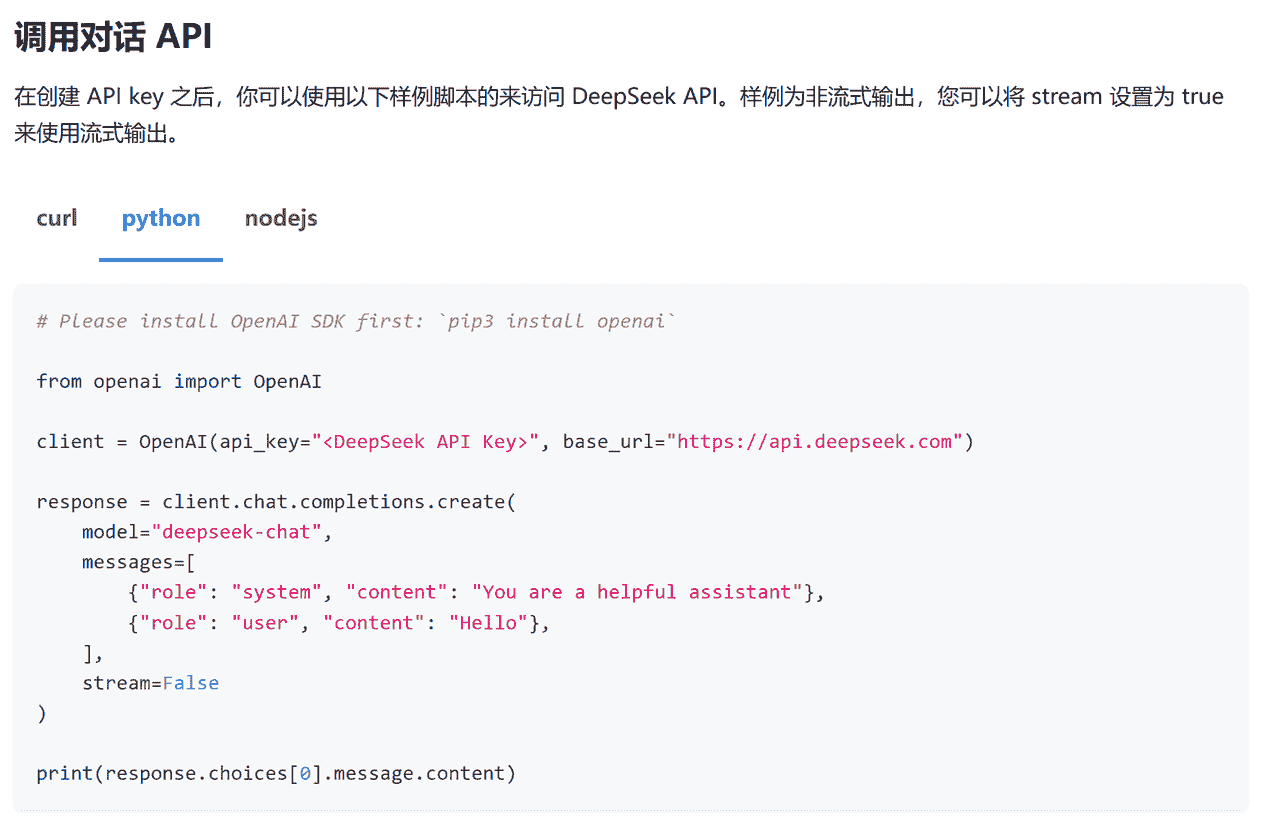 调用对话 API
在创建 API key 之后，你可以使用以下样例脚本的来访问 DeepSeek API。样例为非流式输出，您可以将 stream 设置为 true
来使用流式输出。
curl python nodejs
# Please install OpenAI SDK first: `pip3 install openai`
from openai import OpenAI
client = OpenAI(api_key="<DeepSeek API Key>", base_url="https://api.deepseek.com")
response = client.chat.completions.create(
    model="deepseek-chat",
    messages=[
        {"role": "system", "content": "You are a helpful assistant"},
        {"role": "user", "content": "Hello"},
    ],
    stream=False
)
print(response.choices[0].message.content)